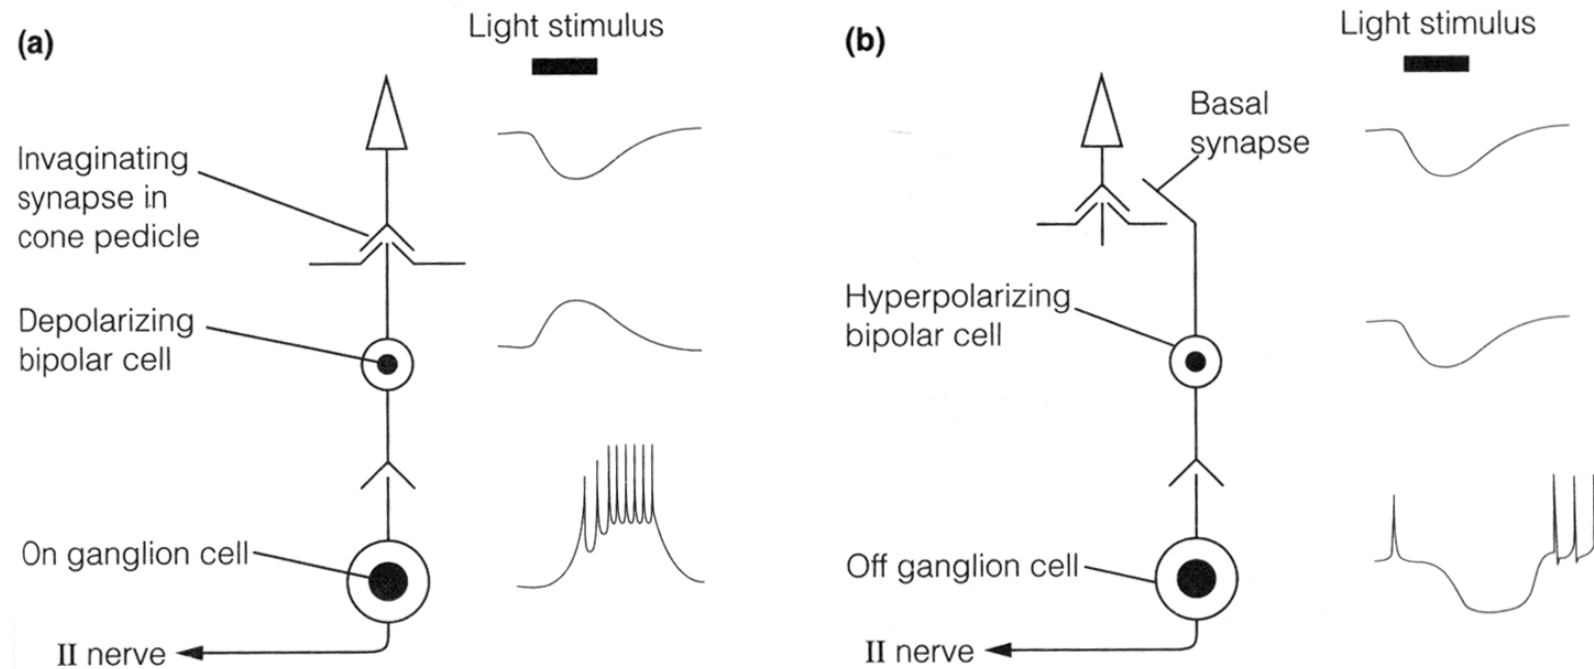 (a)
Light stimulus
Invaginating
synapse in
cone pedicle
Depolarizing
bipolar cell
On ganglion cell
II nerve
(b)
Light stimulus
Basal
synapse
Hyperpolarizing
bipolar cell
Off ganglion cell
II nerve